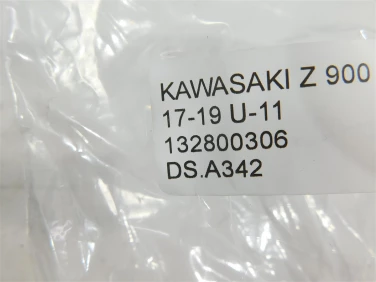 KAWASAKI Z 900
17-19 U-11
132800306
DS.A342